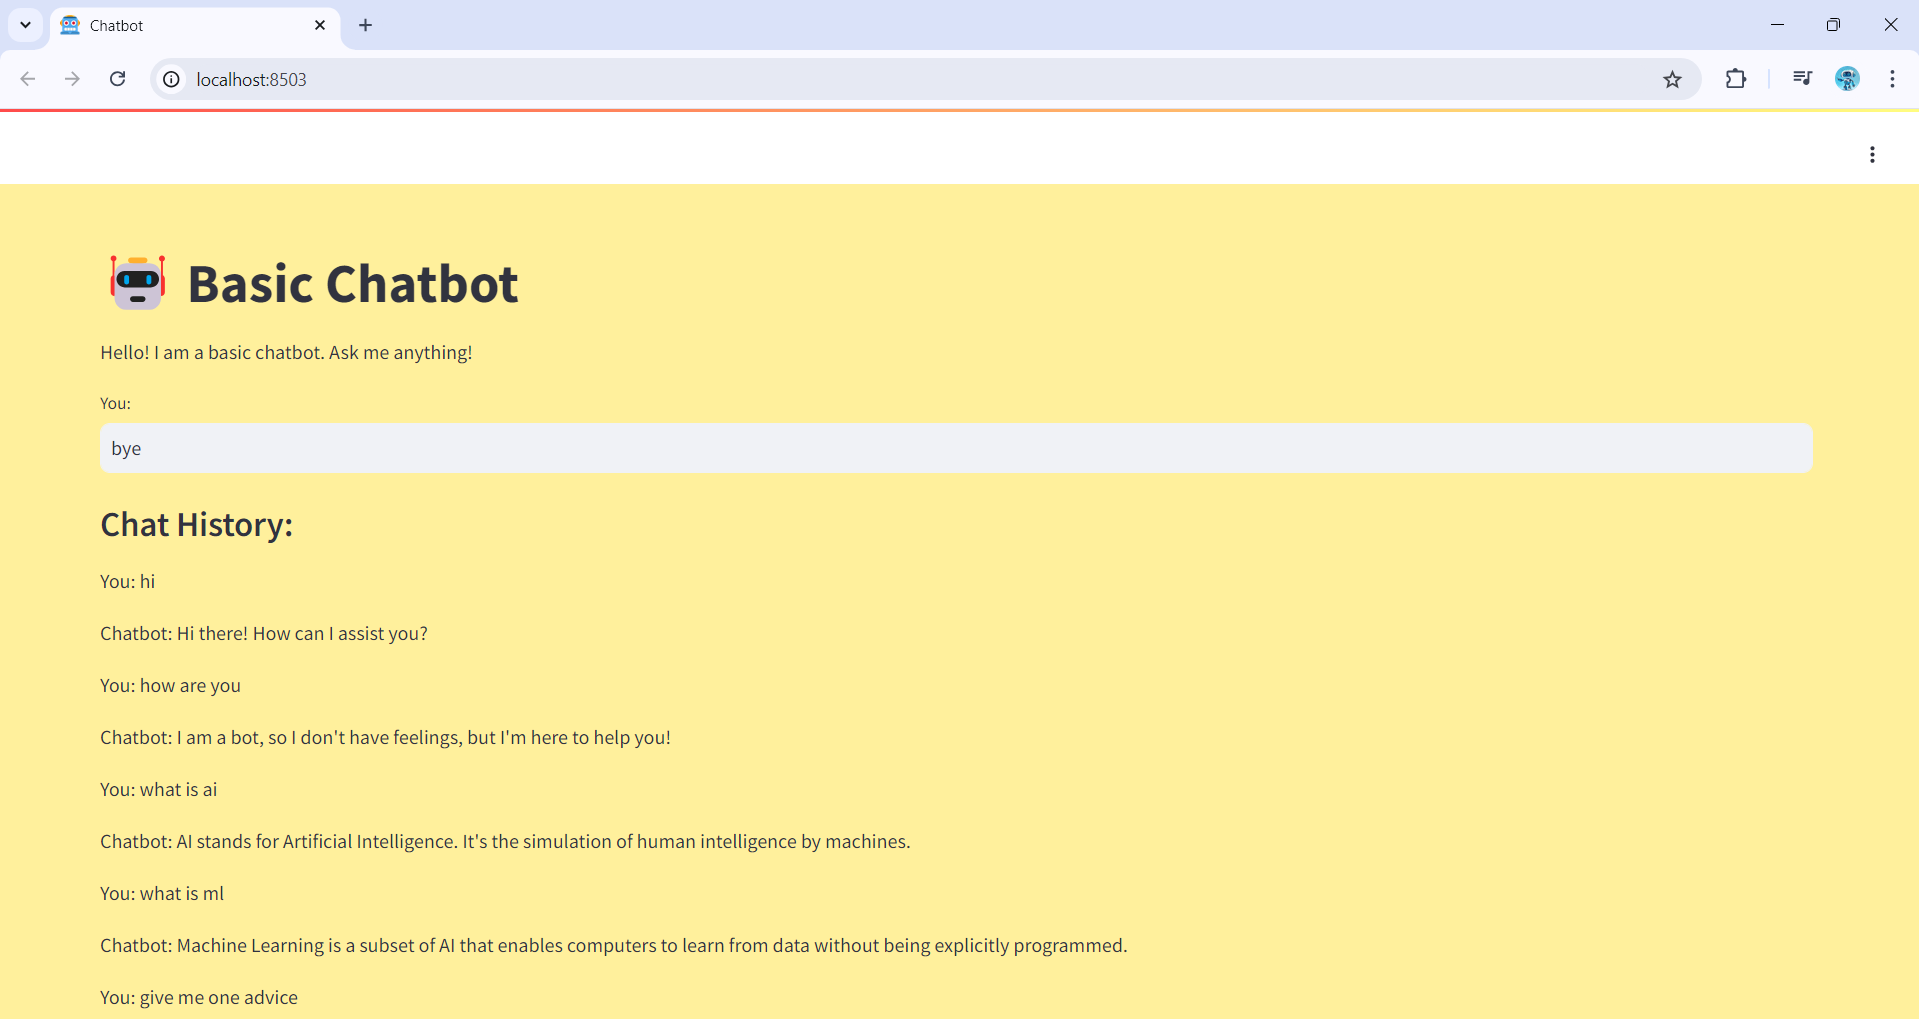 Chatbot
localhost:8503
Basic Chatbot
Hello! I am a basic chatbot. Ask me anything!
You:
bye
Chat History:
You: hi
Chatbot: Hi there! How can I assist you?
You: how are you
Chatbot: I am a bot, so I don't have feelings, but I'm here to help you!
You: what is ai
Chatbot: AI stands for Artificial Intelligence. It's the simulation of human intelligence by machines.
You: what is ml
Chatbot: Machine Learning is a subset of AI that enables computers to learn from data without being explicitly programmed.
You: give me one advice